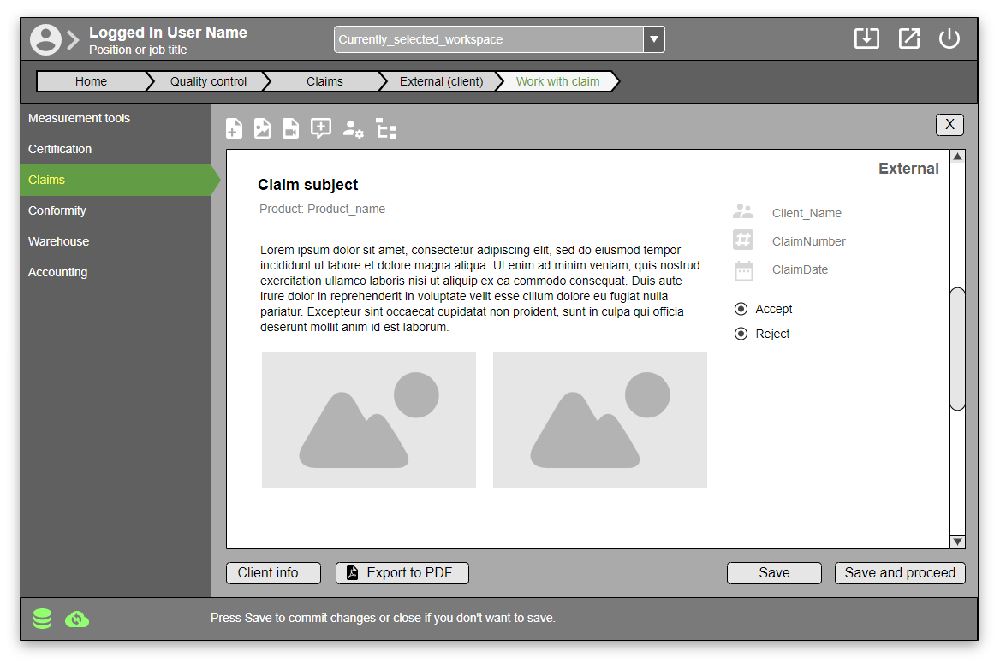 Logged In User Name
Position or job title
Currently_selected_workspace
Home
Quality control
Claims
External (client)
Work with claim
Measurement tools
Certification
Claims
Conformity
Warehouse
Accounting
X
External
Claim subject
Product: Product_name
Client_Name
ClaimNumber
ClaimDate
Lorem ipsum dolor sit amet, consectetur adipiscing elit, sed do eiusmod tempor
incididunt ut labore et dolore magna aliqua. Ut enim ad minim veniam, quis nostrud
exercitation ullamco laboris nisi ut aliquip ex ea commodo consequat. Duis aute
irure dolor in reprehenderit in voluptate velit esse cillum dolore eu fugiat nulla
pariatur. Excepteur sint occaecat cupidatat non proident, sunt in culpa qui officia
deserunt mollit anim id est laborum.
Accept
Reject
Client info...
Export to PDF
Save
Save and proceed
Press Save to commit changes or close if you don't want to save.